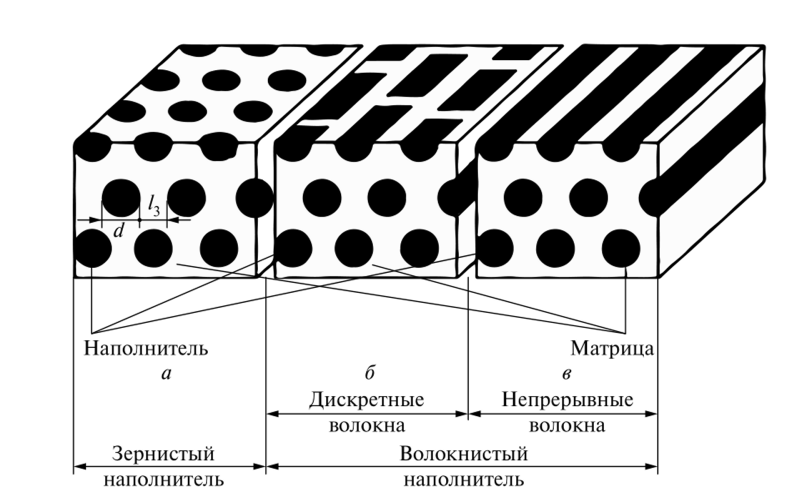 l3
d
Наполнитель
Матрица
а
б
в
Дискретные
волокна
Непрерывные
волокна
Зернистый
наполнитель
Волокнистый
наполнитель